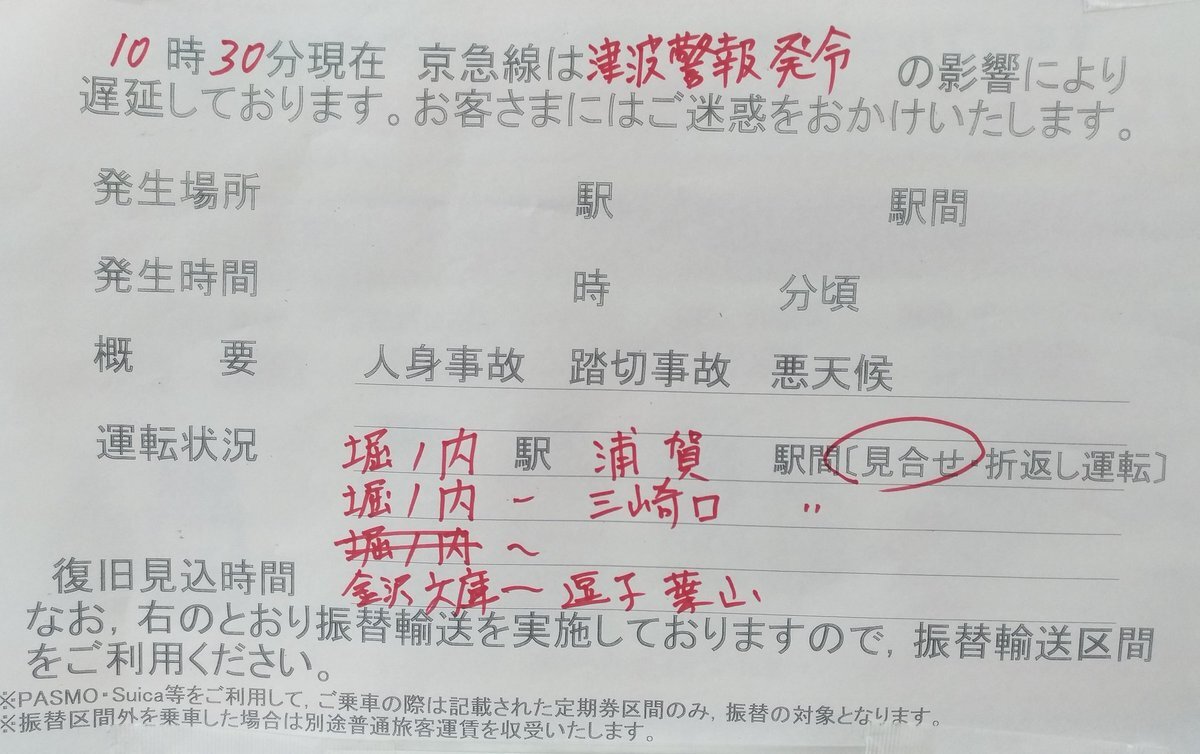 10時30分現在 京急線は津波警報発令 の影響により
遅延しております。お客さまにはご迷惑をおかけいたします。
発生場所 駅 駅間
発生時間 時 分頃
概要 人身事故 踏切事故 悪天候
運転状況 堀ノ内 駅 浦賀 駅間〔見合せ・折返し運転〕
堀ノ内 ~ 三崎口 〃
堀ノ内 ~
金沢文庫~逗子葉山
復旧見込時間
なお,右のとおり振替輸送を実施しておりますので,振替輸送区間
をご利用ください。
※PASMO・Suica等をご利用して,ご乗車の際は記載された定期券区間のみ,振替の対象となります。
※振替区間外を乗車した場合は別途普通旅客運賃を収受いたします。